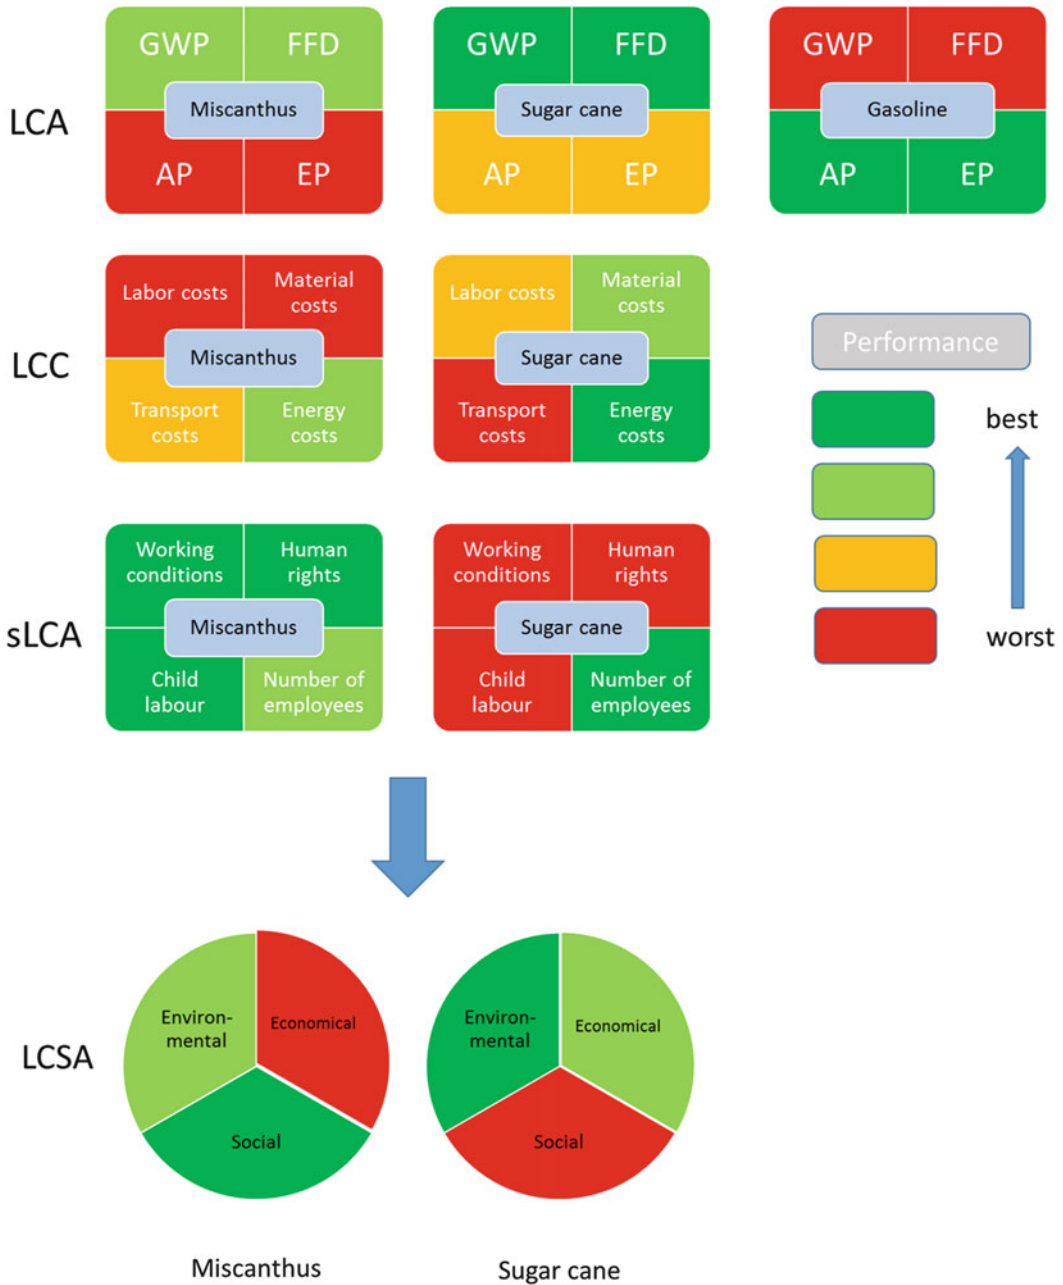 LCA
GWP FFD
Miscanthus
AP EP
GWP FFD
Sugar cane
AP EP
GWP FFD
Gasoline
AP EP
LCC
Labor costs
Material
costs
Miscanthus
Transport
costs
Energy
costs
Labor costs
Material
costs
Sugar cane
Transport
costs
Energy
costs
Performance
best
worst
sLCA
Working
conditions
Human
rights
Miscanthus
Child
labour
Number of
employees
Working
conditions
Human
rights
Sugar cane
Child
labour
Number of
employees
LCSA
Environ-
mental
Economical
Social
Miscanthus
Environ-
mental
Economical
Social
Sugar cane